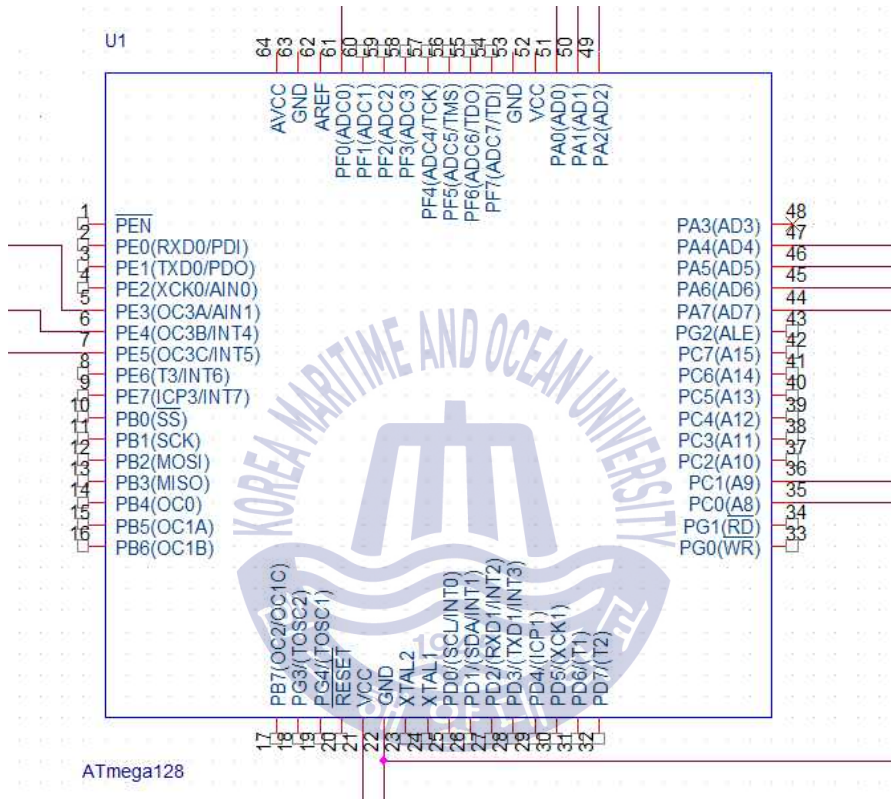 U1
64 63 62 61 60 59 58 57 56 55 54 53 52 51 50 49
AVCC
GND
AREF
PF0(ADC0)
PF1(ADC1)
PF2(ADC2)
PF3(ADC3)
PF4(ADC4/TCK)
PF5(ADC5/TMS)
PF6(ADC6/TDO)
PF7(ADC7/TDI)
GND
VCC
PA0(AD0)
PA1(AD1)
PA2(AD2)
1 PEN
2 PE0(RXD0/PDI)
3 PE1(TXD0/PDO)
4 PE2(XCK0/AIN0)
5 PE3(OC3A/AIN1)
6 PE4(OC3B/INT4)
7 PE5(OC3C/INT5)
8 PE6(T3/INT6)
9 PE7(ICP3/INT7)
10 PB0(SS)
11 PB1(SCK)
12 PB2(MOSI)
13 PB3(MISO)
14 PB4(OC0)
15 PB5(OC1A)
16 PB6(OC1B)
PA3(AD3) 48
PA4(AD4) 47
PA5(AD5) 46
PA6(AD6) 45
PA7(AD7) 44
PG2(ALE) 43
PC7(A15) 42
PC6(A14) 41
PC5(A13) 40
PC4(A12) 39
PC3(A11) 38
PC2(A10) 37
PC1(A9) 36
PC0(A8) 35
PG1(RD) 34
PG0(WR) 33
KOREA MARITIME AND OCEAN UNIVERSITY
PB7(OC2/OC1C)
PG3/(TOSC2)
PG4/(TOSC1)
RESET
VCC
GND
XTAL2
XTAL1
PD0/(SCL/INT0)
PD1/(SDA/INT1)
PD2/(RXD1/INT2)
PD3/(TXD1/INT3)
PD4/(ICP1)
PD5/(XCK1)
PD6/(T1)
PD7/(T2)
17 18 19 20 21 22 23 24 25 26 27 28 29 30 31 32
ATmega128